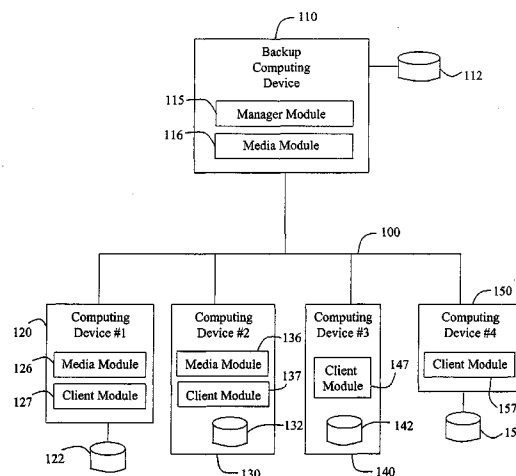 110
Backup
Computing
Device
112
115
Manager Module
116
Media Module
100
150
120
Computing
Device #1
Computing
Device #2
136
Computing
Device #3
Computing
Device #4
126
Media Module
Media Module
Client
Module
147
Client Module
127
Client Module
Client Module
137
157
122
132
142
15
130
140